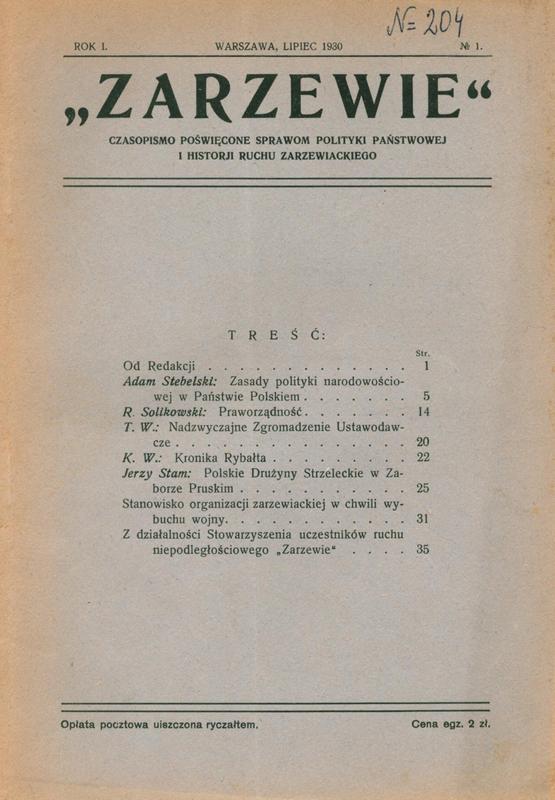 № 204
ROK I. WARSZAWA, LIPIEC 1930 № 1.
„ZARZEWIE“
CZASOPISMO POŚWIĘCONE SPRAWOM POLITYKI PAŃSTWOWEJ
I HISTORJI RUCHU ZARZEWIACKIEGO
TREŚĆ:
Str.
Od Redakcji . . . . . . . . . . . . . 1
Adam Stebelski: Zasady polityki narodowościo-
wej w Państwie Polskiem . . . . . . . 5
R. Solikowski: Praworządność . . . . . . . 14
T. W.: Nadzwyczajne Zgromadzenie Ustawodaw-
cze . . . . . . . . . . . . . . . 20
K. W.: Kronika Rybałta . . . . . . . . . 22
Jerzy Stam: Polskie Drużyny Strzeleckie w Za-
borze Pruskim . . . . . . . . . . . 25
Stanowisko organizacji zarzewiackiej w chwili wy-
buchu wojny. . . . . . . . . . . . 31
Z działalności Stowarzyszenia uczestników ruchu
niepodległościowego „Zarzewie“ . . . . 35
Opłata pocztowa uiszczona ryczałtem. Cena egz. 2 zł.